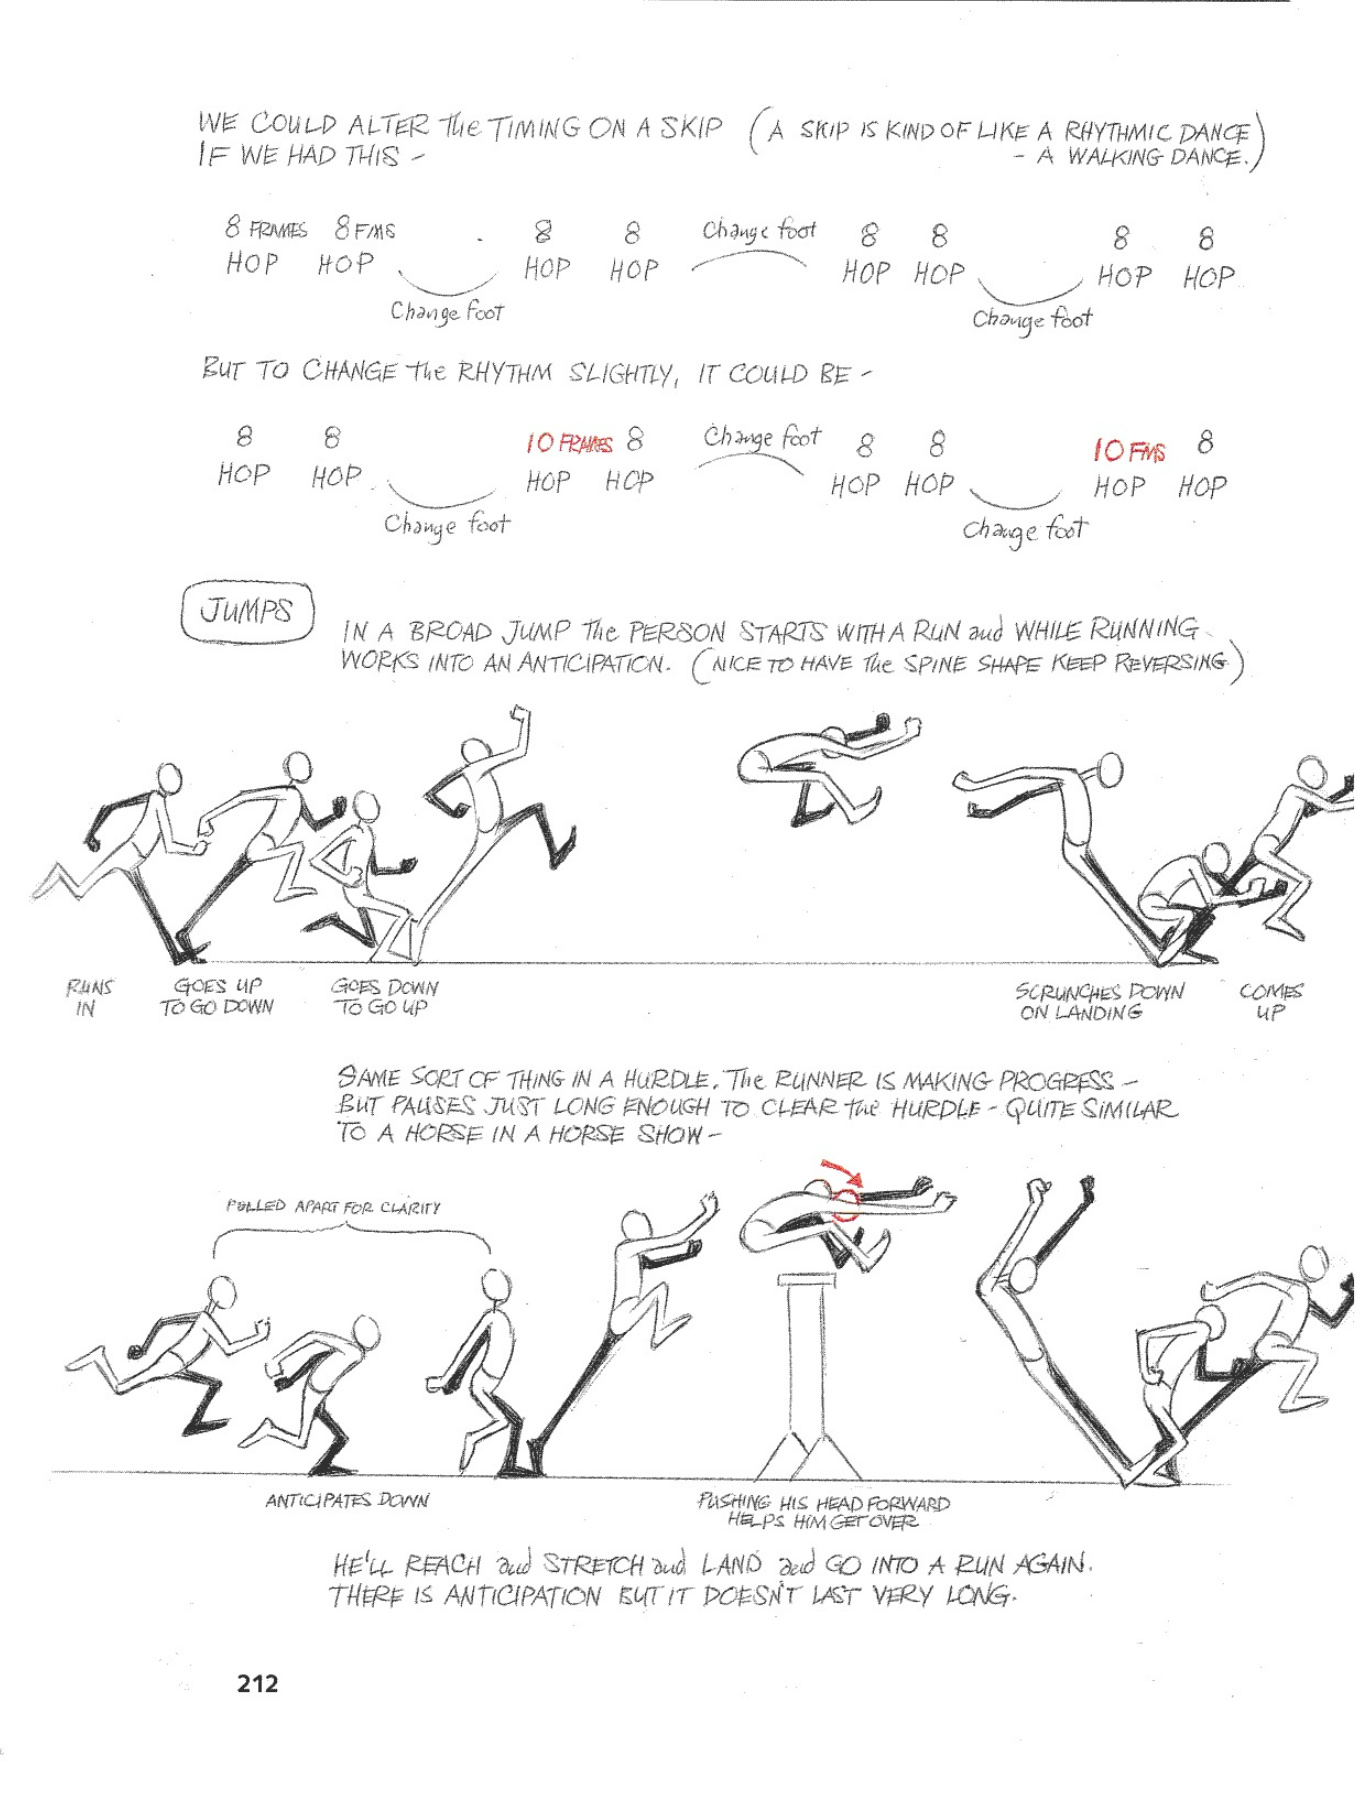 WE COULD ALTER The TIMING ON A SKIP (A SKIP IS KIND OF LIKE A RHYTHMIC DANCE
IF WE HAD THIS - - A WALKING DANCE.)
8 FRAMES 8 FMS 8 8 Change foot 8 8 8 8
HOP HOP HOP HOP HOP HOP HOP HOP
Change foot Change foot
BUT TO CHANGE the RHYTHM SLIGHTLY, IT COULD BE -
8 8 10 FRAMES 8 Change foot 8 8 10 FMS 8
HOP HOP HOP HOP HOP HOP HOP HOP
Change foot Change foot
JUMPS
IN A BROAD JUMP The PERSON STARTS WITH A RUN and WHILE RUNNING
WORKS INTO AN ANTICIPATION. (NICE TO HAVE The SPINE SHAPE KEEP REVERSING)
RUNS GOES UP GOES DOWN SCRUNCHES DOWN COMES
IN TO GO DOWN TO GO UP ON LANDING UP
SAME SORT OF THING IN A HURDLE. The RUNNER IS MAKING PROGRESS -
BUT PAUSES JUST LONG ENOUGH TO CLEAR the HURDLE - QUITE SIMILAR
TO A HORSE IN A HORSE SHOW -
PULLED APART FOR CLARITY
ANTICIPATES DOWN PUSHING HIS HEAD FORWARD
HELPS HIM GET OVER
HE'LL REACH and STRETCH and LAND and GO INTO A RUN AGAIN.
THERE IS ANTICIPATION BUT IT DOESN'T LAST VERY LONG.
212